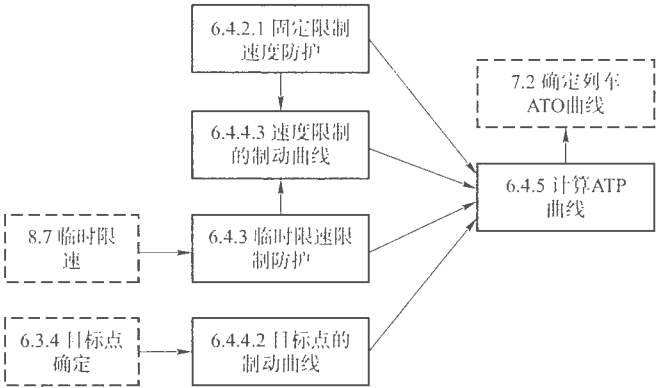 6.4.2.1 固定限制
速度防护
7.2 确定列车
ATO曲线
6.4.4.3 速度限制
的制动曲线
6.4.5 计算ATP
曲线
8.7 临时限
速
6.4.3 临时限速限
制防护
6.3.4 目标点
确定
6.4.4.2 目标点的
制动曲线